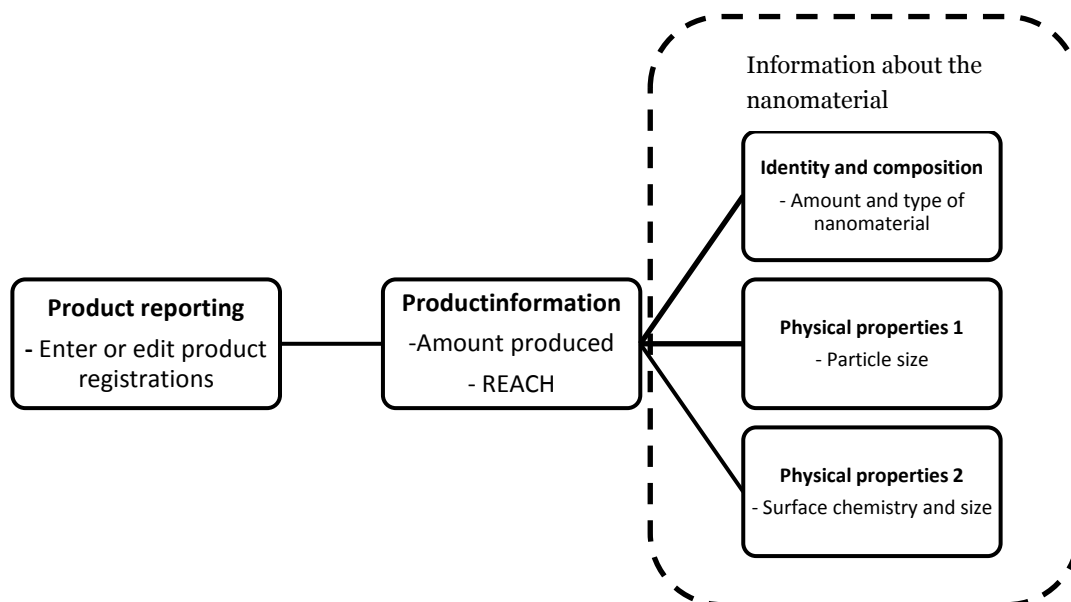 Information about the
nanomaterial
Identity and composition
- Amount and type of
nanomaterial
Product reporting
- Enter or edit product
registrations
Productinformation
-Amount produced
- REACH
Physical properties 1
- Particle size
Physical properties 2
- Surface chemistry and size